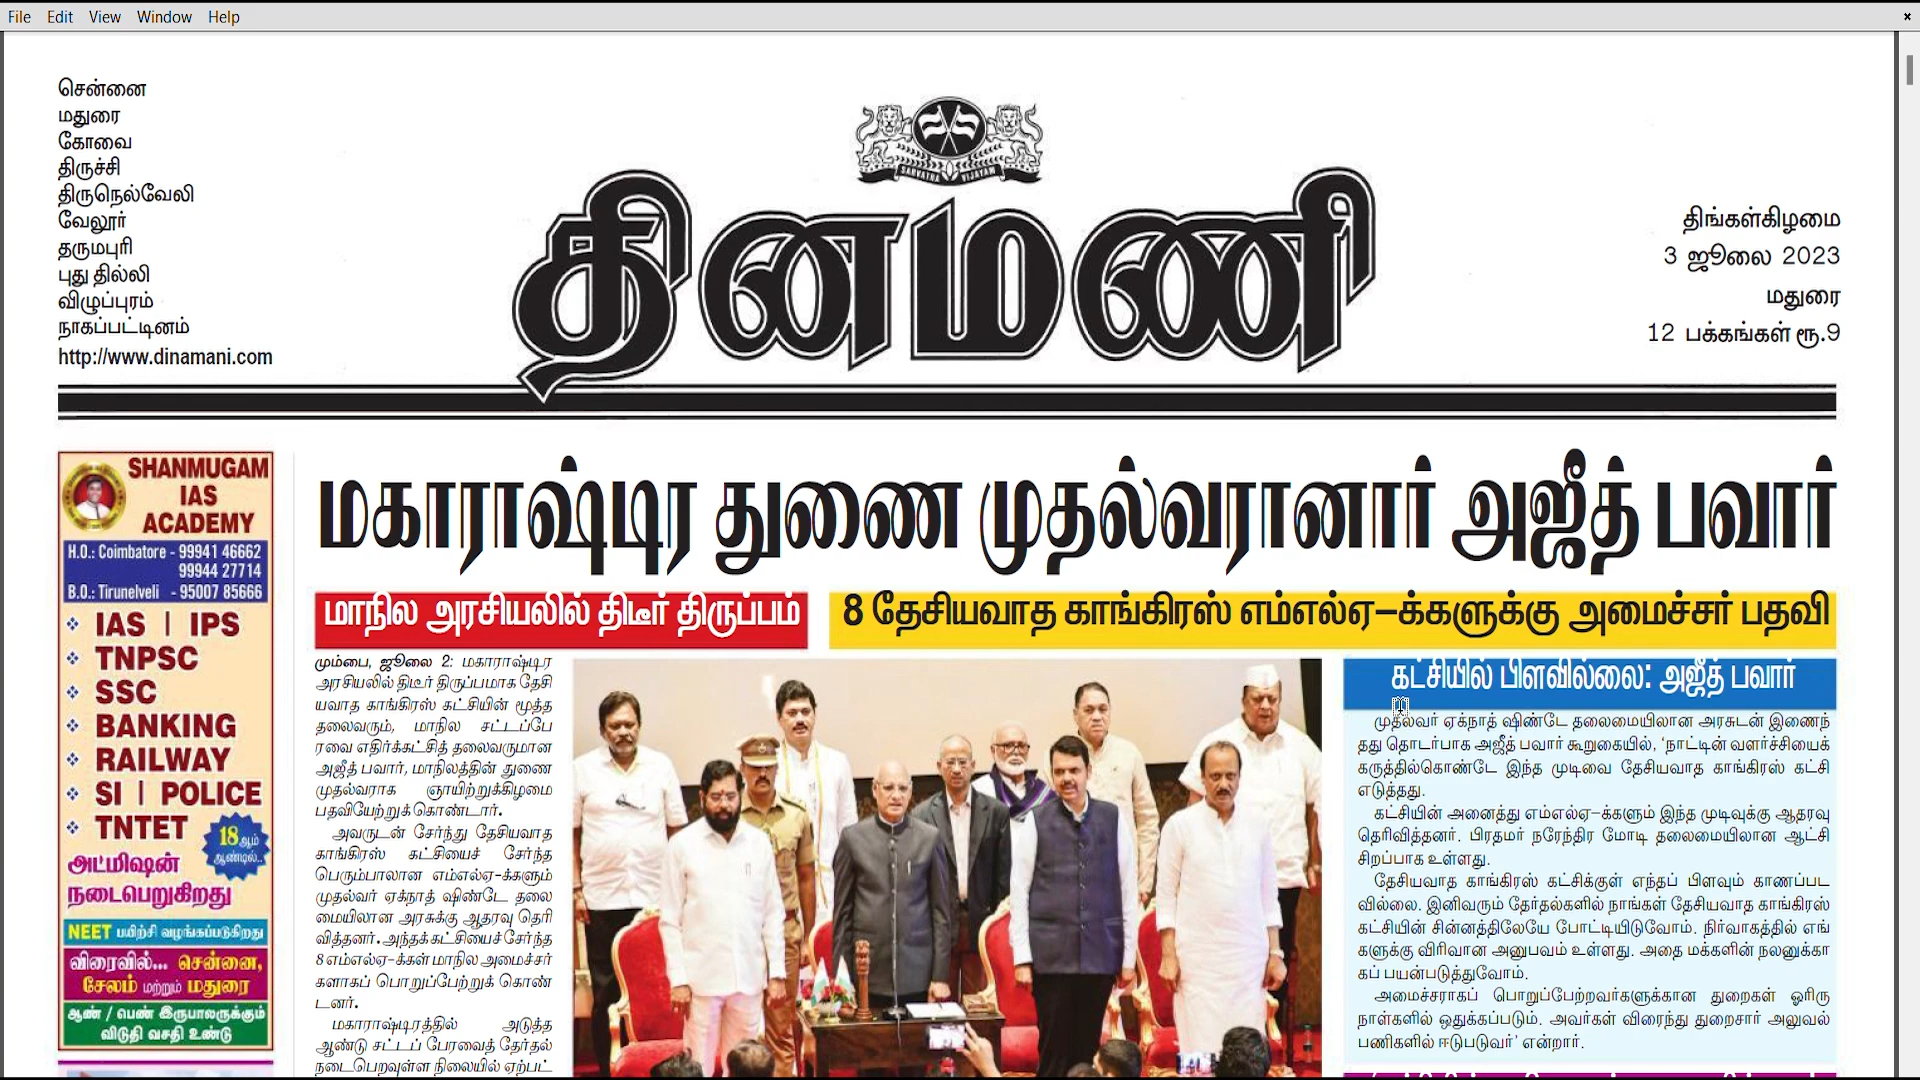 File Edit View Window Help
சென்னை
மதுரை
கோவை
திருச்சி
திருநெல்வேலி
வேலூர்
தருமபுரி
புது தில்லி
விழுப்புரம்
நாகப்பட்டினம்
http://www.dinamani.com
SARVATRA VIJAYAM
தினமணி
திங்கள்கிழமை
3 ஜூலை 2023
மதுரை
12 பக்கங்கள் ரூ.9
SHANMUGAM
IAS
ACADEMY
H.O.: Coimbatore - 99941 46662
99944 27714
B.O.: Tirunelveli - 95007 85666
IAS | IPS
TNPSC
SSC
BANKING
RAILWAY
SI | POLICE
TNTET
18ஆம்
ஆண்டில்..
அட்மிஷன்
நடைபெறுகிறது
NEET பயிற்சி வழங்கப்படுகிறது
விரைவில்... சென்னை,
சேலம் மற்றும் மதுரை
ஆண் / பெண் இருபாலருக்கும்
விடுதி வசதி உண்டு
மகாராஷ்டிர துணை முதல்வரானார் அஜீத் பவார்
மாநில அரசியலில் திடீர் திருப்பம்
8 தேசியவாத காங்கிரஸ் எம்எல்ஏ-க்களுக்கு அமைச்சர் பதவி
மும்பை, ஜூலை 2: மகாராஷ்டிர
அரசியலில் திடீர் திருப்பமாக தேசி
யவாத காங்கிரஸ் கட்சியின் மூத்த
தலைவரும், மாநில சட்டப்பே
ரவை எதிர்க்கட்சித் தலைவருமான
அஜீத் பவார், மாநிலத்தின் துணை
முதல்வராக ஞாயிற்றுக்கிழமை
பதவியேற்றுக் கொண்டார்.
அவருடன் சேர்ந்து தேசியவாத
காங்கிரஸ் கட்சியைச் சேர்ந்த
பெரும்பாலான எம்எல்ஏ-க்களும்
முதல்வர் ஏக்நாத் ஷிண்டே தலை
மையிலான அரசுக்கு ஆதரவு தெரி
வித்தனர். அந்தக் கட்சியைச் சேர்ந்த
8 எம்எல்ஏ-க்கள் மாநில அமைச்சர்
களாகப் பொறுப்பேற்றுக் கொண்
டனர்.
மகாராஷ்டிரத்தில் அடுத்த
ஆண்டு சட்டப் பேரவைத் தேர்தல்
நடைபெறவுள்ள நிலையில் ஏற்பட்
கட்சியில் பிளவில்லை: அஜீத் பவார்
முதல்வர் ஏக்நாத் ஷிண்டே தலைமையிலான அரசுடன் இணைந்
தது தொடர்பாக அஜீத் பவார் கூறுகையில், 'நாட்டின் வளர்ச்சியைக்
கருத்தில்கொண்டே இந்த முடிவை தேசியவாத காங்கிரஸ் கட்சி
எடுத்தது.
கட்சியின் அனைத்து எம்எல்ஏ-க்களும் இந்த முடிவுக்கு ஆதரவு
தெரிவித்தனர். பிரதமர் நரேந்திர மோடி தலைமையிலான ஆட்சி
சிறப்பாக உள்ளது.
தேசியவாத காங்கிரஸ் கட்சிக்குள் எந்தப் பிளவும் காணப்பட
வில்லை. இனிவரும் தேர்தல்களில் நாங்கள் தேசியவாத காங்கிரஸ்
கட்சியின் சின்னத்திலேயே போட்டியிடுவோம். நிர்வாகத்தில் எங்
களுக்கு விரிவான அனுபவம் உள்ளது. அதை மக்களின் நலனுக்கா
கப் பயன்படுத்துவோம்.
அமைச்சராகப் பொறுப்பேற்றவர்களுக்கான துறைகள் ஓரிரு
நாள்களில் ஒதுக்கப்படும். அவர்கள் விரைந்து துறைசார் அலுவல்
பணிகளில் ஈடுபடுவர்' என்றார்.